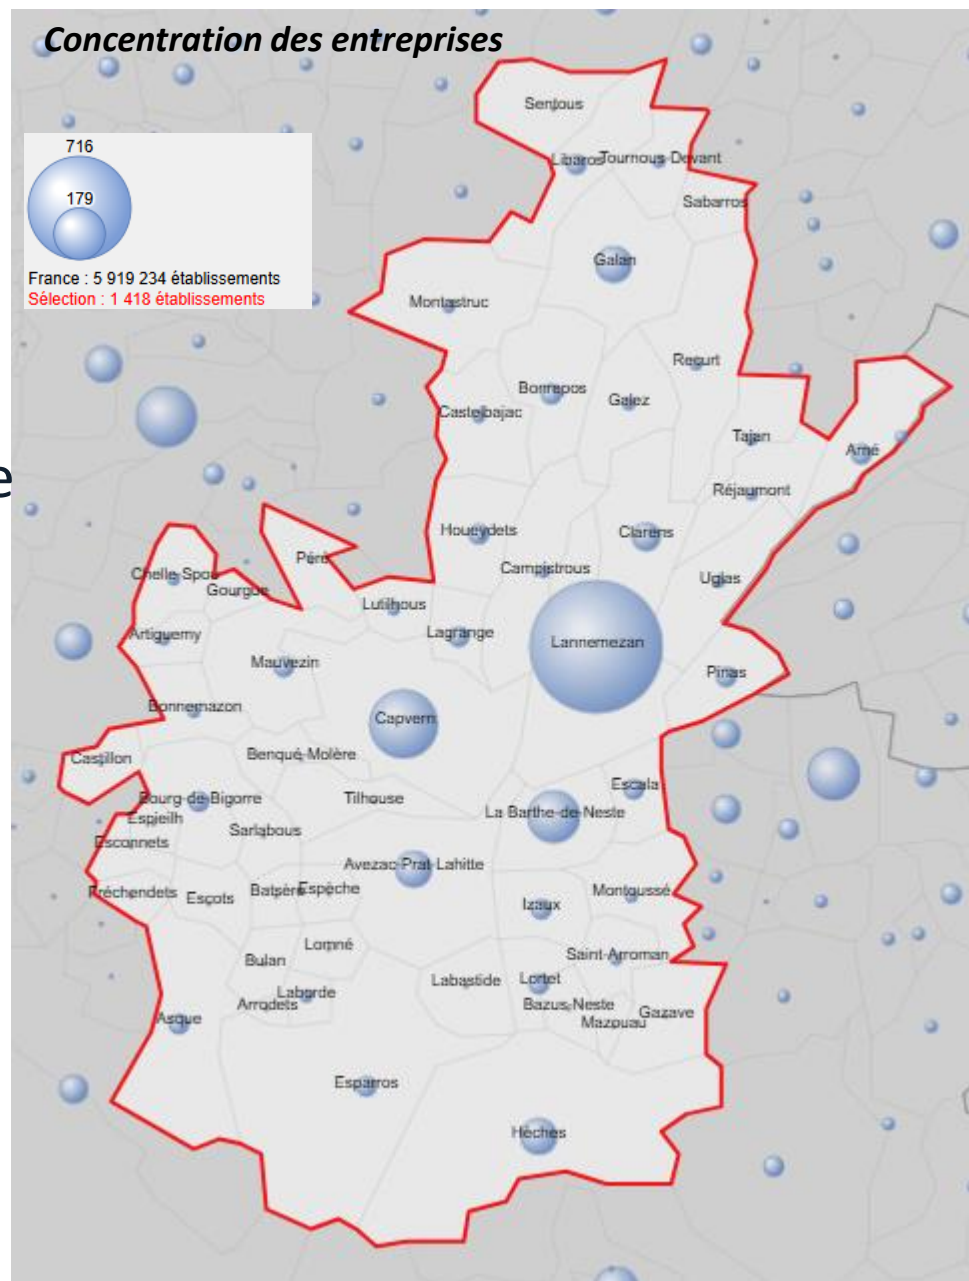 Concentration des entreprises
716
179
France : 5 919 234 établissements
Sélection : 1 418 établissements
Sentous
Libaros
Tournous-Devant
Sabarros
Galan
Montastruc
Recurt
Bonrepos
Galez
Castelbajac
Tajan
Arné
e
Réjaumont
Houeydets
Clarens
Péré
Campistrous
Chelle-Spou
Gourgue
Uglas
Lutilhous
Artiguemy
Lagrange
Lannemezan
Mauvezin
Pinas
Bonnemazon
Capvern
Castillon
Benqué-Molère
Escala
Bourg-de-Bigorre
Tilhouse
La Barthe-de-Neste
Espieilh
Sarlabous
Esconnets
Avezac-Prat-Lahitte
Fréchendets
Escots
Batsère
Espèche
Montoussé
Izaux
Lomné
Bulan
Saint-Arroman
Labastide
Lortet
Laborde
Arrodets
Bazus-Neste
Mazouau
Gazave
Asque
Esparros
Hèches